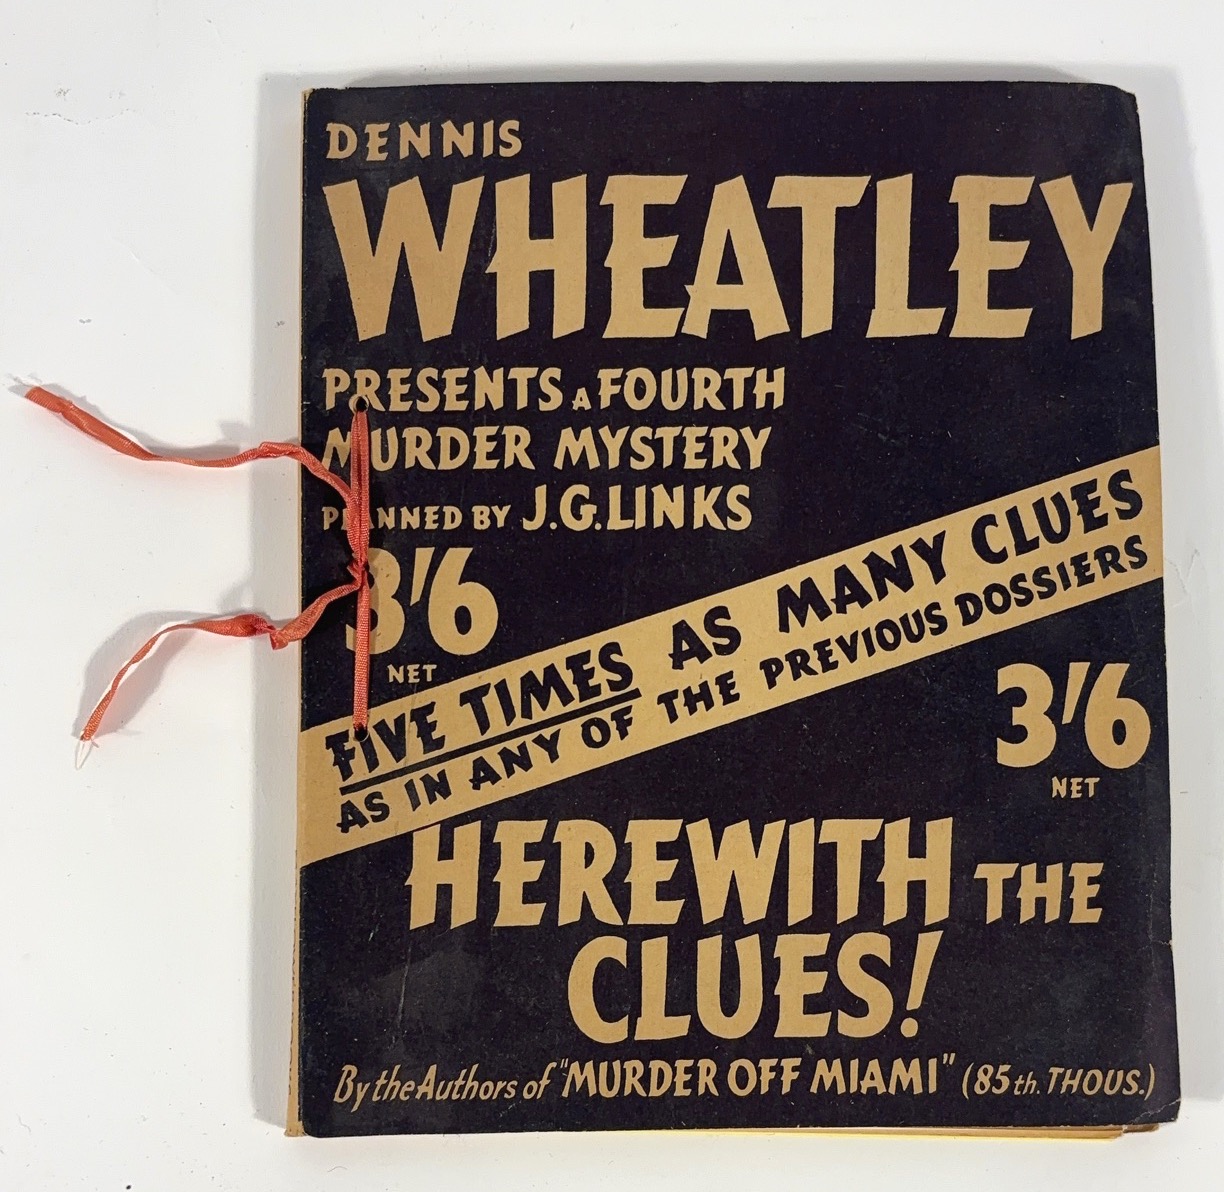 DENNIS
WHEATLEY
PRESENTS A FOURTH
MURDER MYSTERY
PLANNED BY J.G.LINKS
3'6
NET
FIVE TIMES AS MANY CLUES
AS IN ANY OF THE PREVIOUS DOSSIERS
3'6
NET
HEREWITH THE
CLUES!
By the Authors of "MURDER OFF MIAMI" (85th. THOUS.)